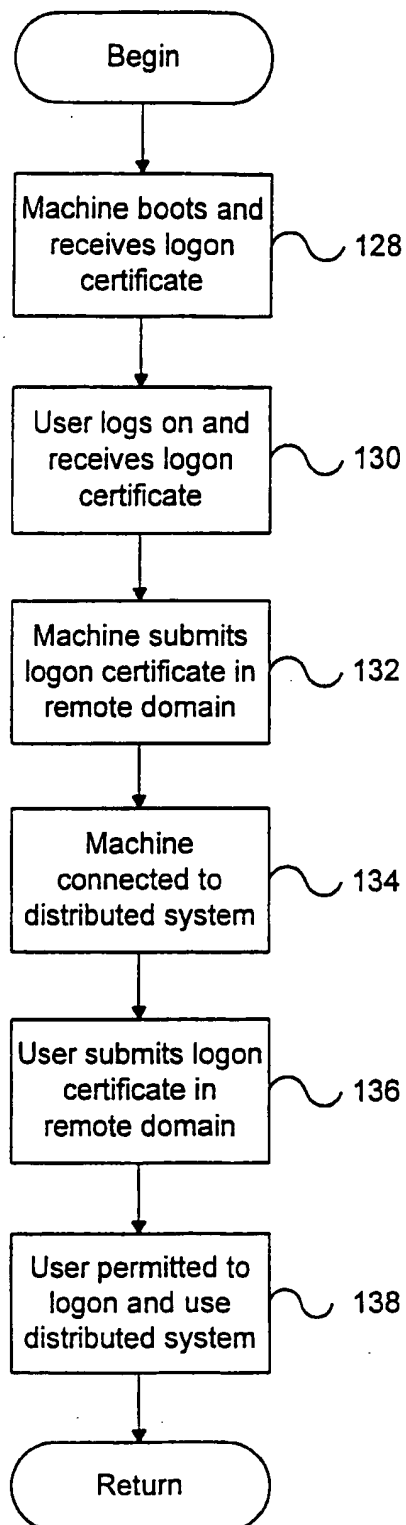 Begin
Machine boots and
receives logon
certificate
128
User logs on and
receives logon
certificate
130
Machine submits
logon certificate in
remote domain
132
Machine
connected to
distributed system
134
User submits logon
certificate in
remote domain
136
User permitted to
logon and use
distributed system
138
Return